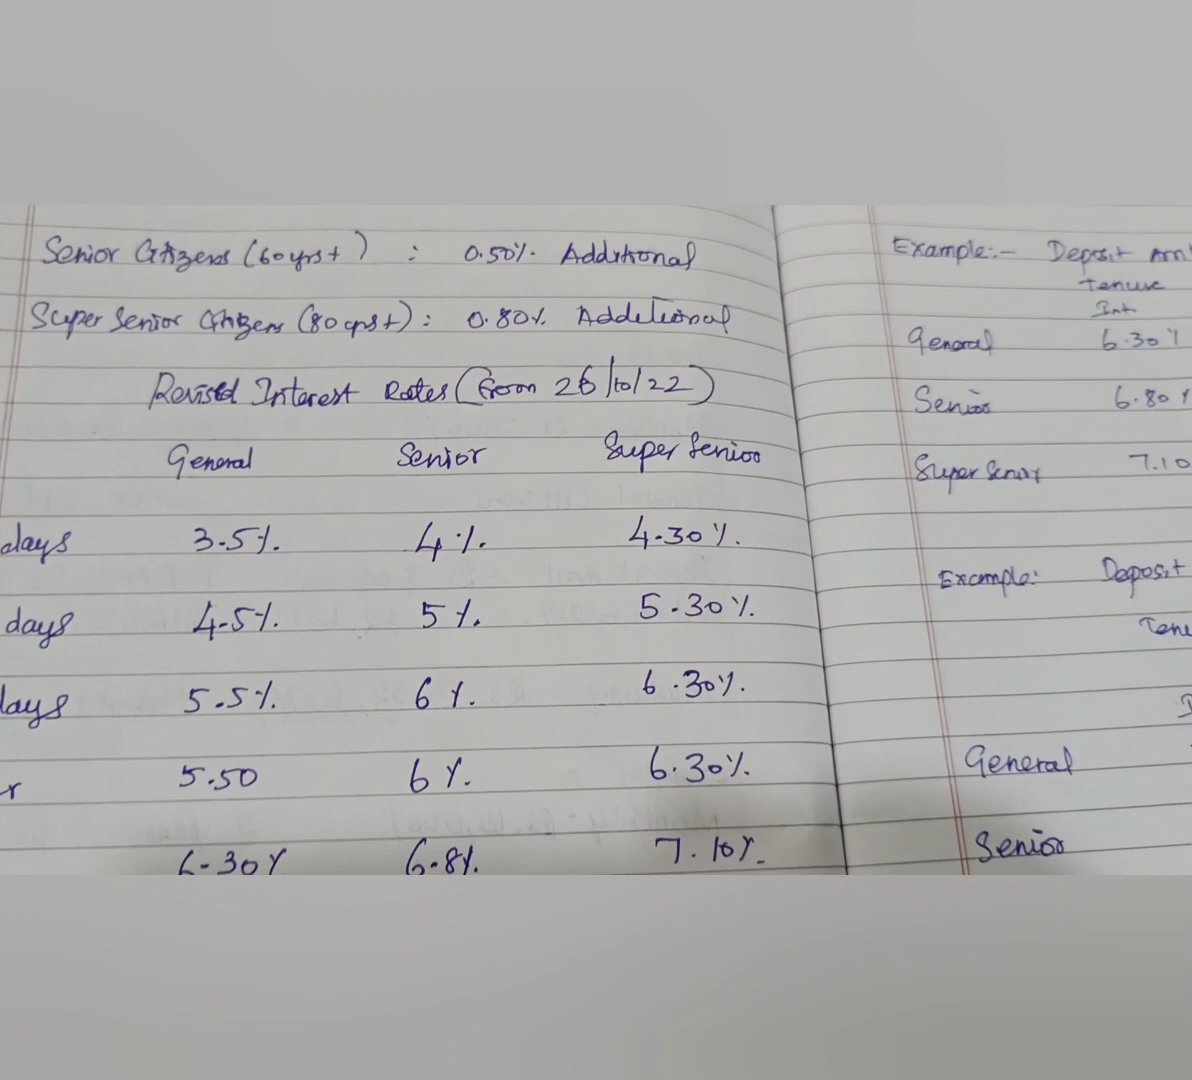 Senior Citizens (60yrs+) : 0.50%. Additional
Super Senior Citizens (80yrs+) : 0.80% Additional
Revised Interest Rates (From 26/10/22)
General Senior Super Senior
days 3.5%. 4%. 4.30%.
days 4.5%. 5%. 5.30%.
days 5.5%. 6%. 6.30%.
r 5.50 6%. 6.30%.
6.30% 6.8%. 7.10%.
Example:- Deposit Am
Tenure
Int
General 6.30%
Senior 6.80%
Super Senior 7.10
Example: Deposit
Tenu
General
Senior